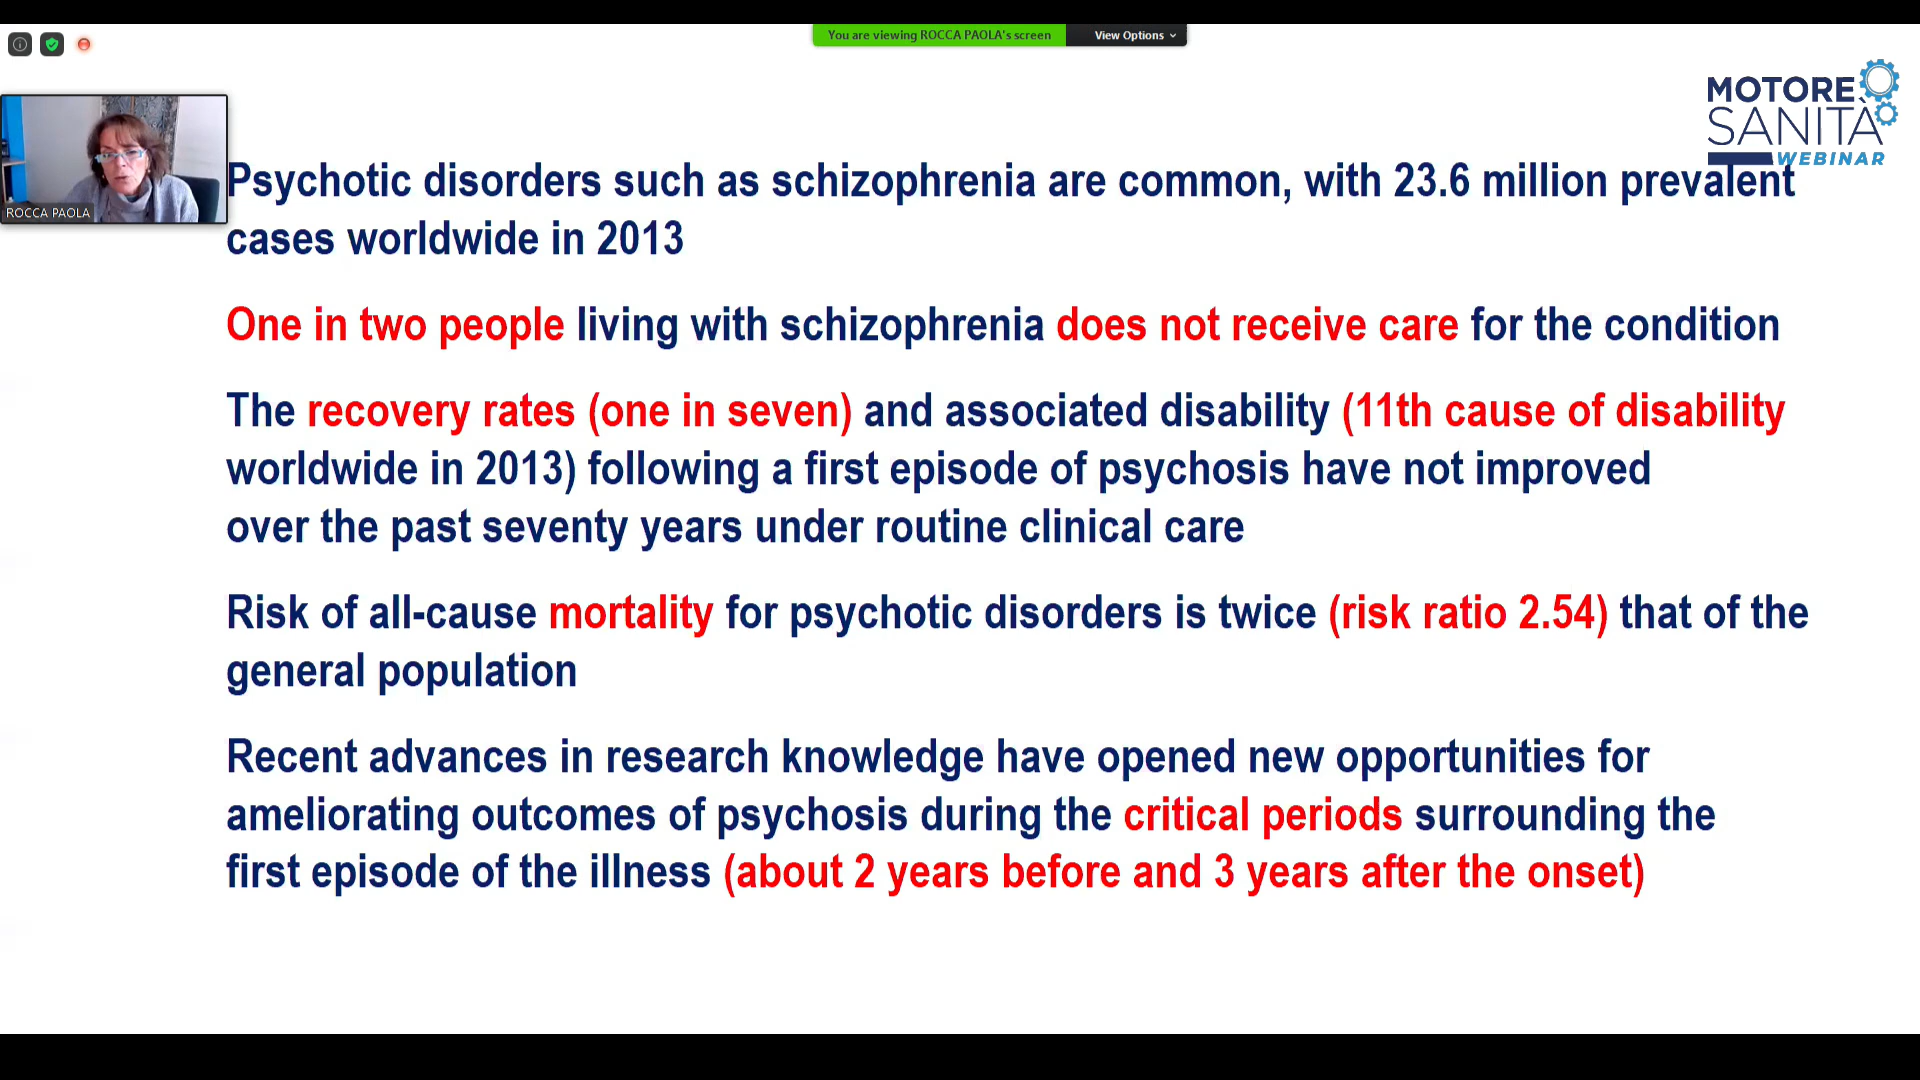 You are viewing ROCCA PAOLA's screen
View Options
MOTORE
SANITÀ
WEBINAR
ROCCA PAOLA
Psychotic disorders such as schizophrenia are common, with 23.6 million prevalent
cases worldwide in 2013
One in two people living with schizophrenia does not receive care for the condition
The recovery rates (one in seven) and associated disability (11th cause of disability
worldwide in 2013) following a first episode of psychosis have not improved
over the past seventy years under routine clinical care
Risk of all-cause mortality for psychotic disorders is twice (risk ratio 2.54) that of the
general population
Recent advances in research knowledge have opened new opportunities for
ameliorating outcomes of psychosis during the critical periods surrounding the
first episode of the illness (about 2 years before and 3 years after the onset)